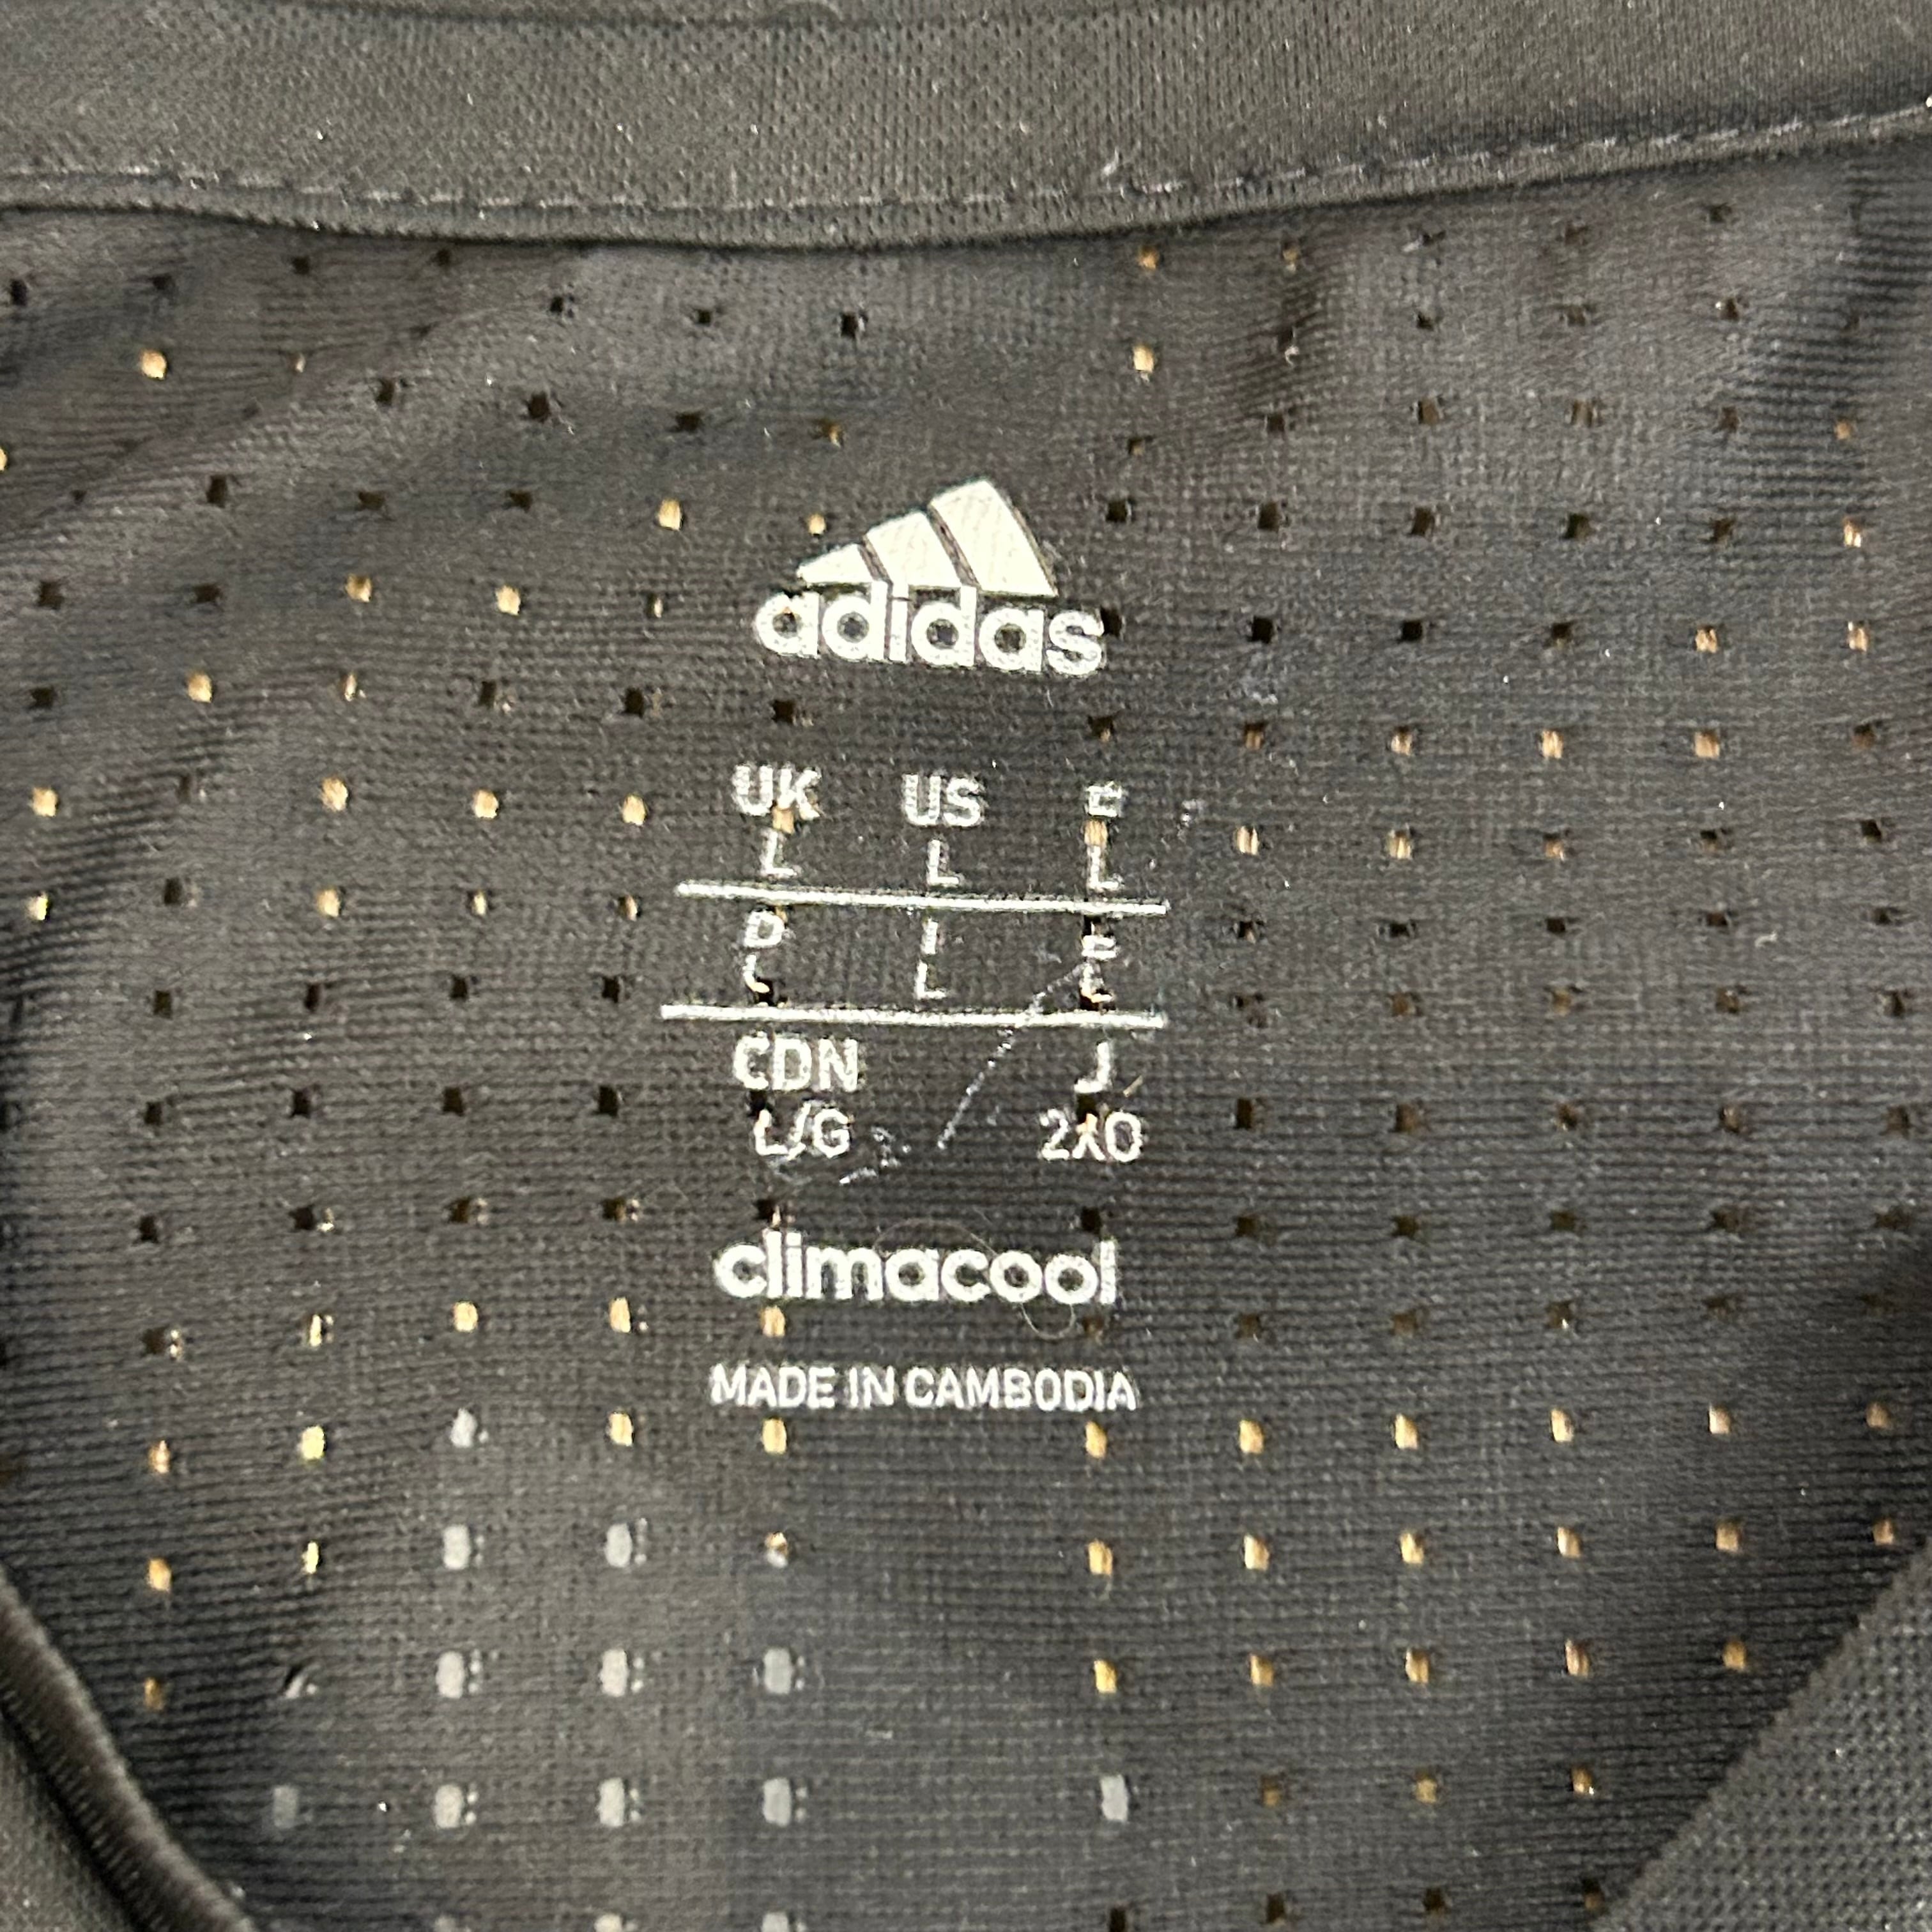 adidas
UK US F
L L L
D I E
L L L
CDN J
L/G 2XO
climacool
MADE IN CAMBODIA